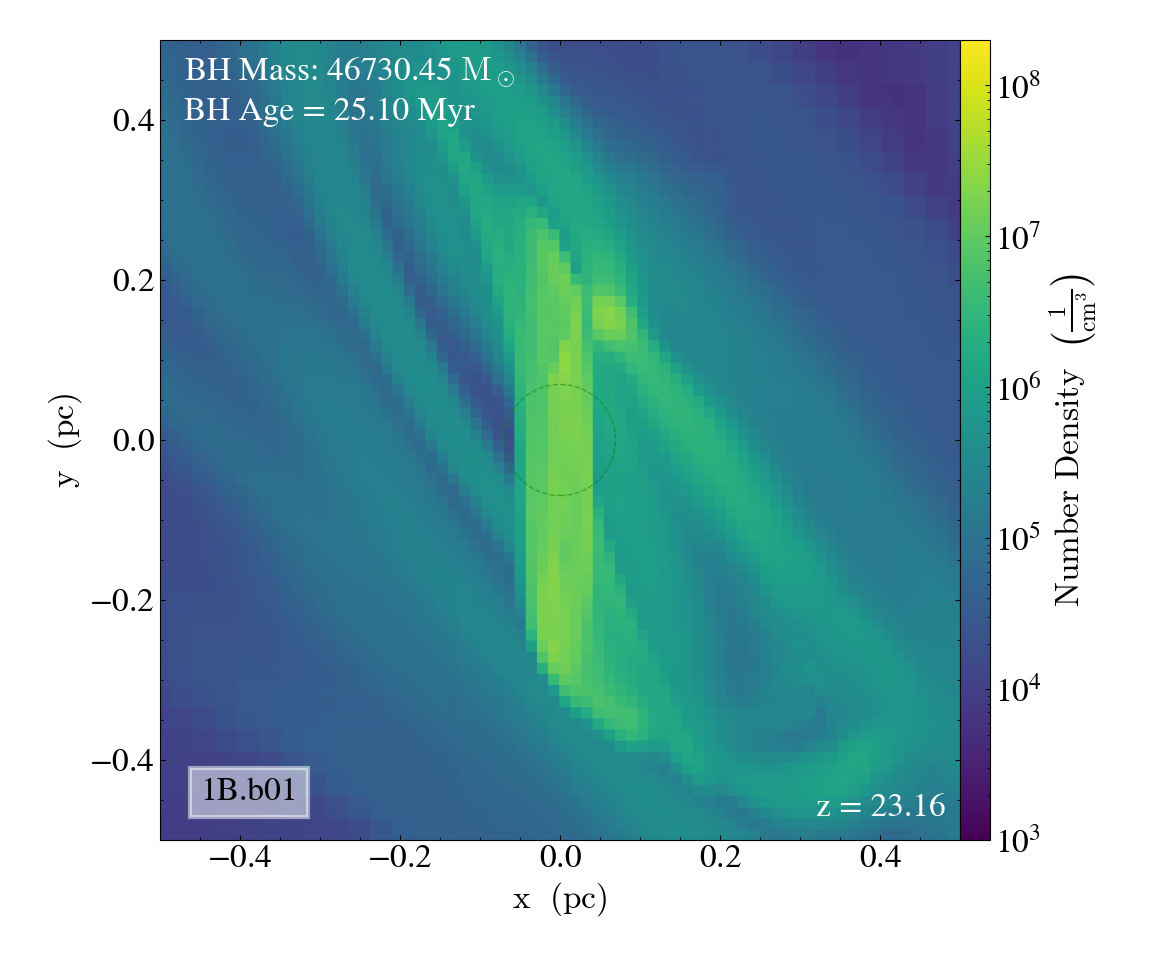 BH Mass: 46730.45 M⊙
BH Age = 25.10 Myr
0.4
0.2
0.0
−0.2
−0.4
y (pc)
1B.b01
z = 23.16
−0.4 −0.2 0.0 0.2 0.4
x (pc)
10⁸
10⁷
10⁶
10⁵
10⁴
10³
Number Density (1/cm³)